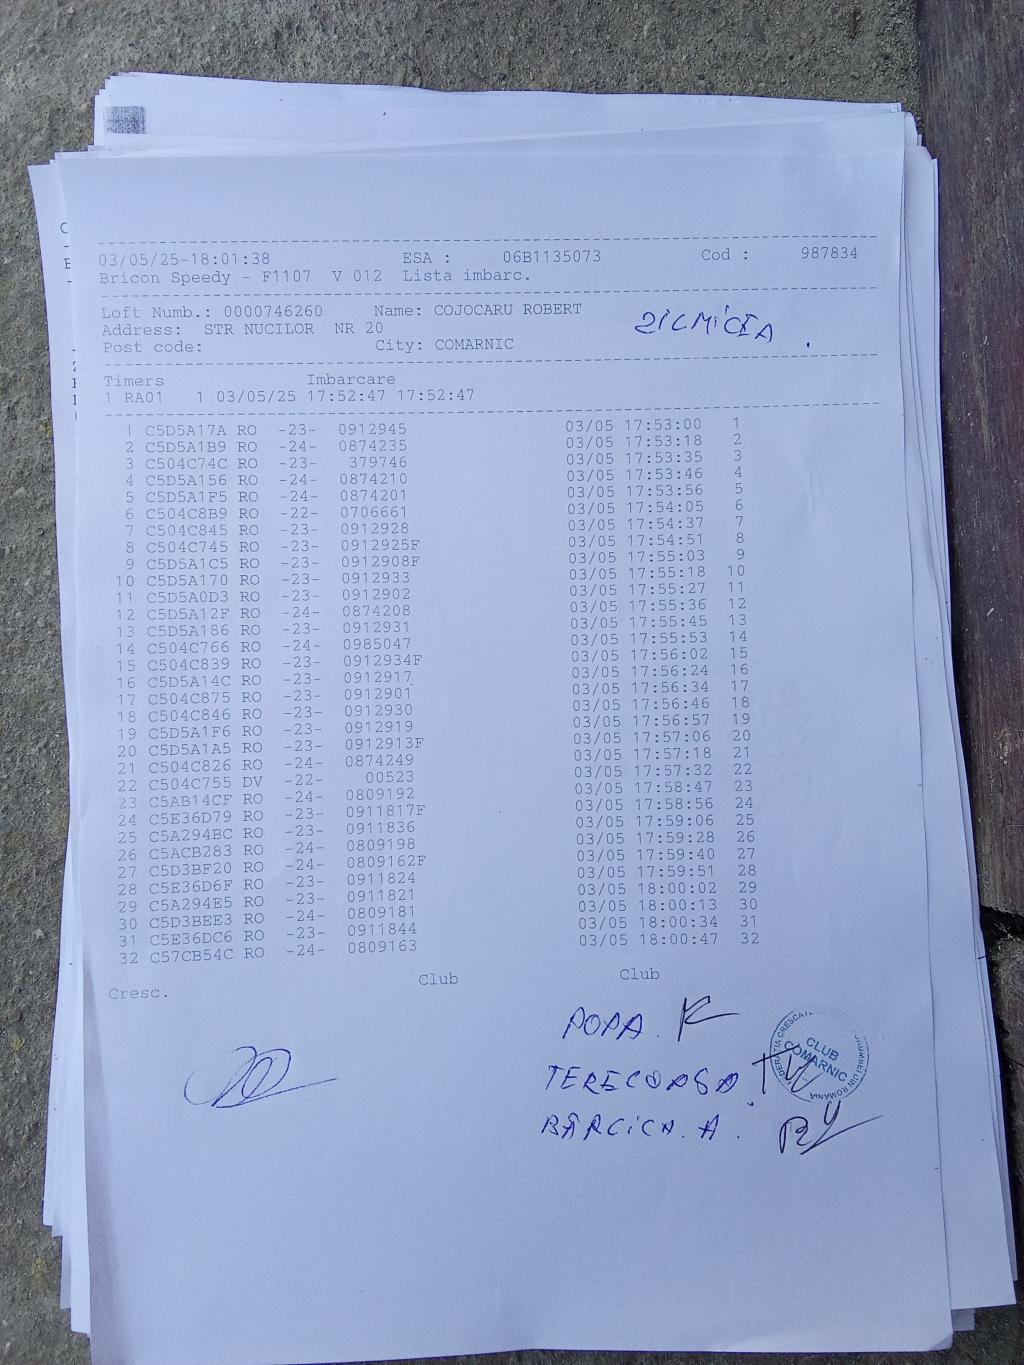 03/05/25-18:01:38 ESA : 06B1135073 Cod : 987834
Bricon Speedy - F1107 V 012 Lista imbarc.
Loft Numb.: 0000746260 Name: COJOCARU ROBERT
Address: STR NUCILOR NR 20
Post code: City: COMARNIC
Timers Imbarcare
1 RA01 1 03/05/25 17:52:47 17:52:47
1 C5D5A17A RO -23- 0912945 03/05 17:53:00 1
2 C5D5A1B9 RO -24- 0874235 03/05 17:53:18 2
3 C504C74C RO -23- 379746 03/05 17:53:35 3
4 C5D5A156 RO -24- 0874210 03/05 17:53:46 4
5 C5D5A1F5 RO -24- 0874201 03/05 17:53:56 5
6 C504C8B9 RO -22- 0706661 03/05 17:54:05 6
7 C504C845 RO -23- 0912928 03/05 17:54:37 7
8 C504C745 RO -23- 0912925F 03/05 17:54:51 8
9 C5D5A1C5 RO -23- 0912908F 03/05 17:55:03 9
10 C5D5A170 RO -23- 0912933 03/05 17:55:18 10
11 C5D5A0D3 RO -23- 0912902 03/05 17:55:27 11
12 C5D5A12F RO -24- 0874208 03/05 17:55:36 12
13 C5D5A186 RO -23- 0912931 03/05 17:55:45 13
14 C504C766 RO -24- 0985047 03/05 17:55:53 14
15 C504C839 RO -23- 0912934F 03/05 17:56:02 15
16 C5D5A14C RO -23- 0912917 03/05 17:56:24 16
17 C504C875 RO -23- 0912901 03/05 17:56:34 17
18 C504C846 RO -23- 0912930 03/05 17:56:46 18
19 C5D5A1F6 RO -23- 0912919 03/05 17:56:57 19
20 C5D5A1A5 RO -23- 0912913F 03/05 17:57:06 20
21 C504C826 RO -24- 0874249 03/05 17:57:18 21
22 C504C755 DV -22- 00523 03/05 17:57:32 22
23 C5AB14CF RO -24- 0809192 03/05 17:58:47 23
24 C5E36D79 RO -23- 0911817F 03/05 17:58:56 24
25 C5A294BC RO -23- 0911836 03/05 17:59:06 25
26 C5ACB283 RO -24- 0809198 03/05 17:59:28 26
27 C5D3BF20 RO -24- 0809162F 03/05 17:59:40 27
28 C5E36D6F RO -23- 0911824 03/05 17:59:51 28
29 C5A294E5 RO -23- 0911821 03/05 18:00:02 29
30 C5D3BEE3 RO -24- 0809181 03/05 18:00:13 30
31 C5E36DC6 RO -23- 0911844 03/05 18:00:34 31
32 C57CB54C RO -24- 0809163 03/05 18:00:47 32
Cresc. Club Club
POPA
BÂRCICA. A.
CLUB
COMARNIC